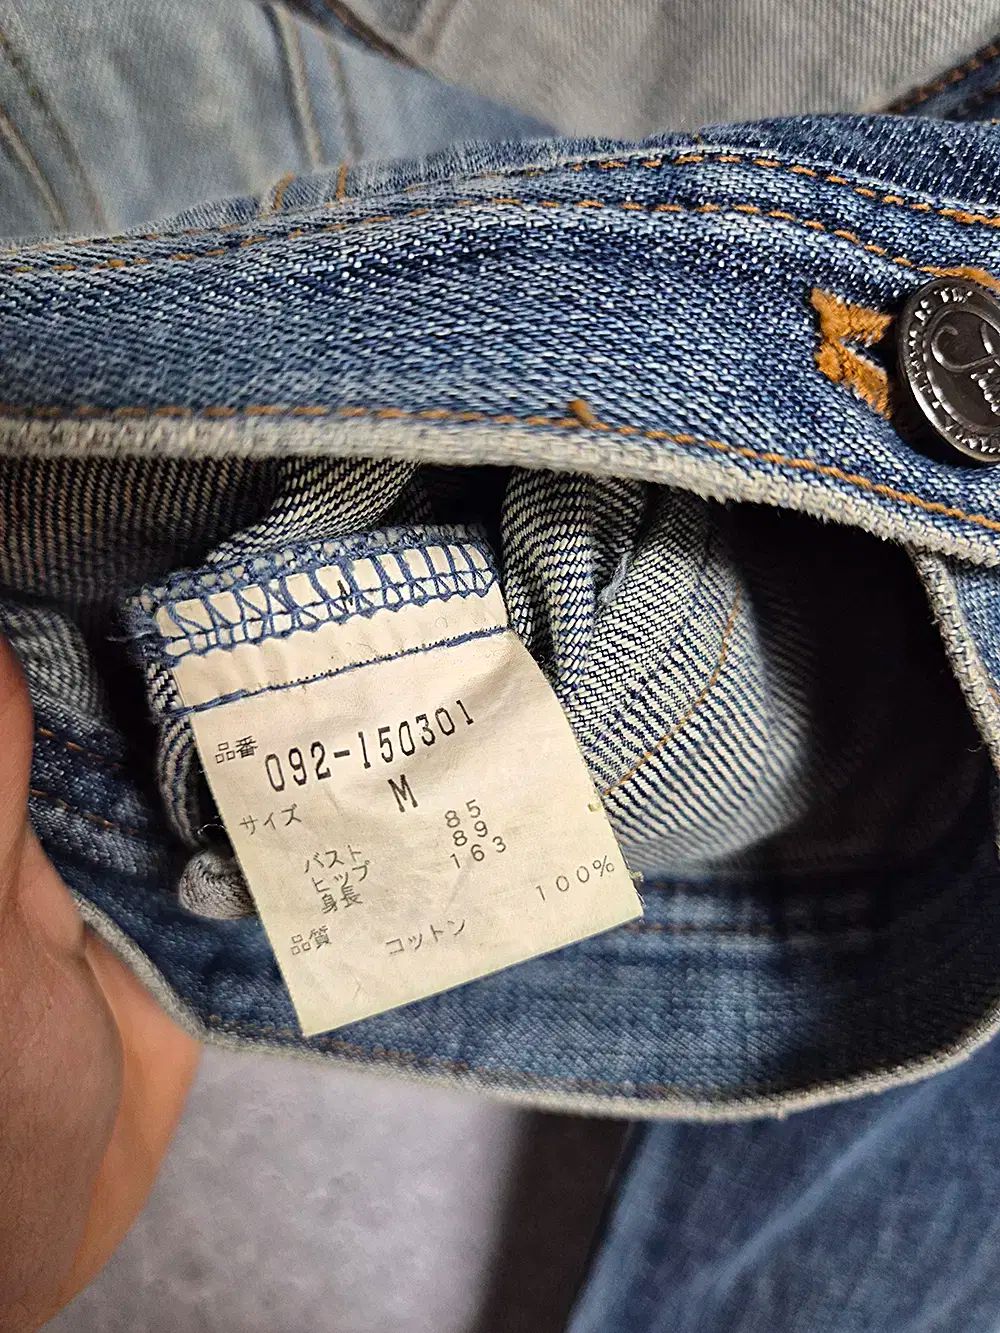 品番 092-150301
サイズ M
バスト 85
ヒップ 89
身長 163
品質 コットン 100%